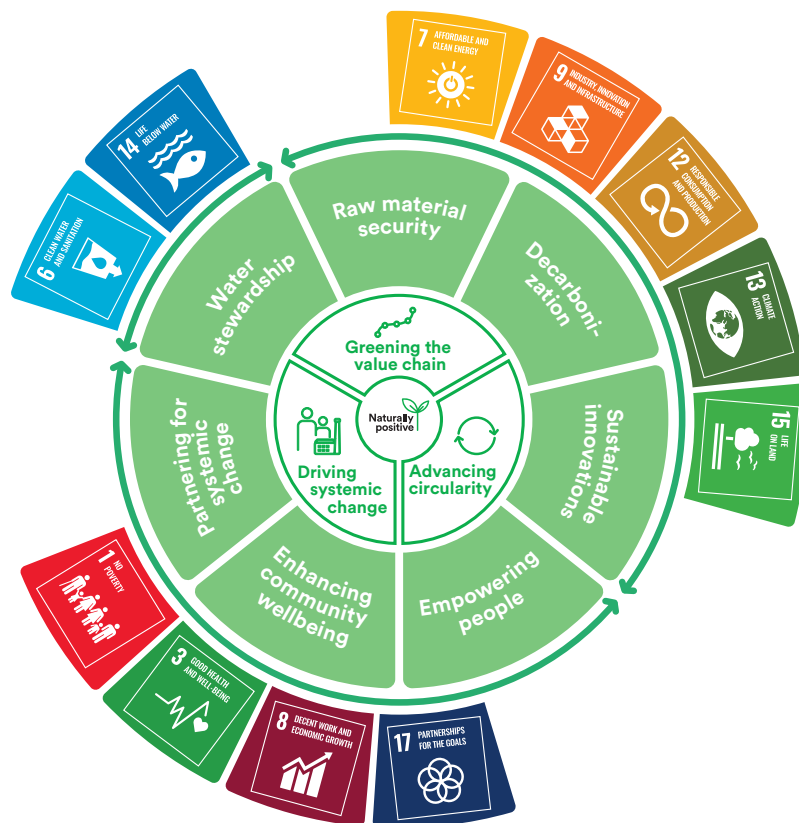 7
AFFORDABLE AND
CLEAN ENERGY
9
INDUSTRY, INNOVATION
AND INFRASTRUCTURE
12
RESPONSIBLE
CONSUMPTION
AND PRODUCTION
13
CLIMATE
ACTION
15
LIFE
ON LAND
14
LIFE
BELOW WATER
6
CLEAN WATER
AND SANITATION
Raw material
security
Decarboni-
zation
Sustainable
innovations
Empowering
people
Enhancing
community
wellbeing
Partnering for
systemic
change
Water
stewardship
Greening the
value chain
Naturally
positive
Driving
systemic
change
Advancing
circularity
1
NO
POVERTY
3
GOOD HEALTH
AND WELL-BEING
8
DECENT WORK AND
ECONOMIC GROWTH
17
PARTNERSHIPS
FOR THE GOALS